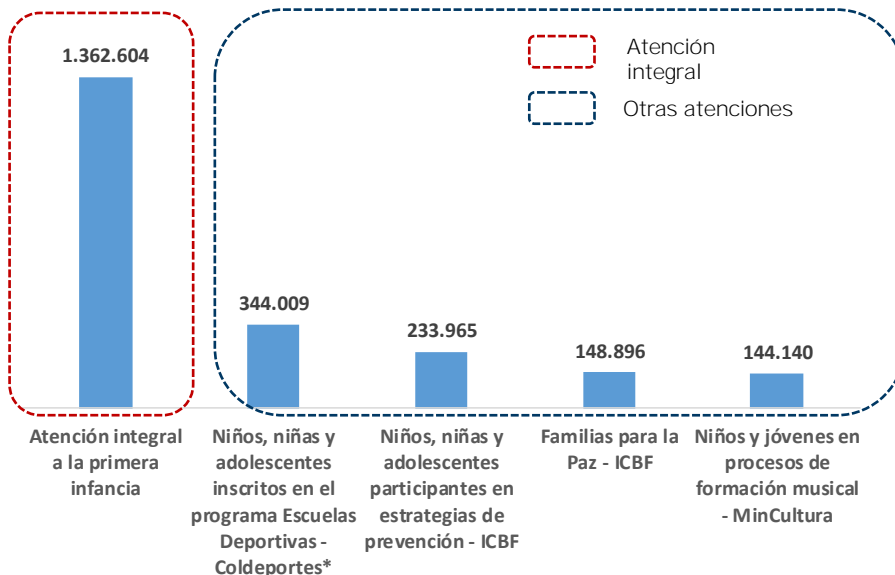 Atención
integral
Otras atenciones
1.362.604
344.009
233.965
148.896
144.140
Atención integral
a la primera
infancia
Niños, niñas y
adolescentes
inscritos en el
programa Escuelas
Deportivas -
Coldeportes*
Niños, niñas y
adolescentes
participantes en
estrategias de
prevención - ICBF
Familias para la
Paz - ICBF
Niños y jóvenes en
procesos de
formación musical
- MinCultura